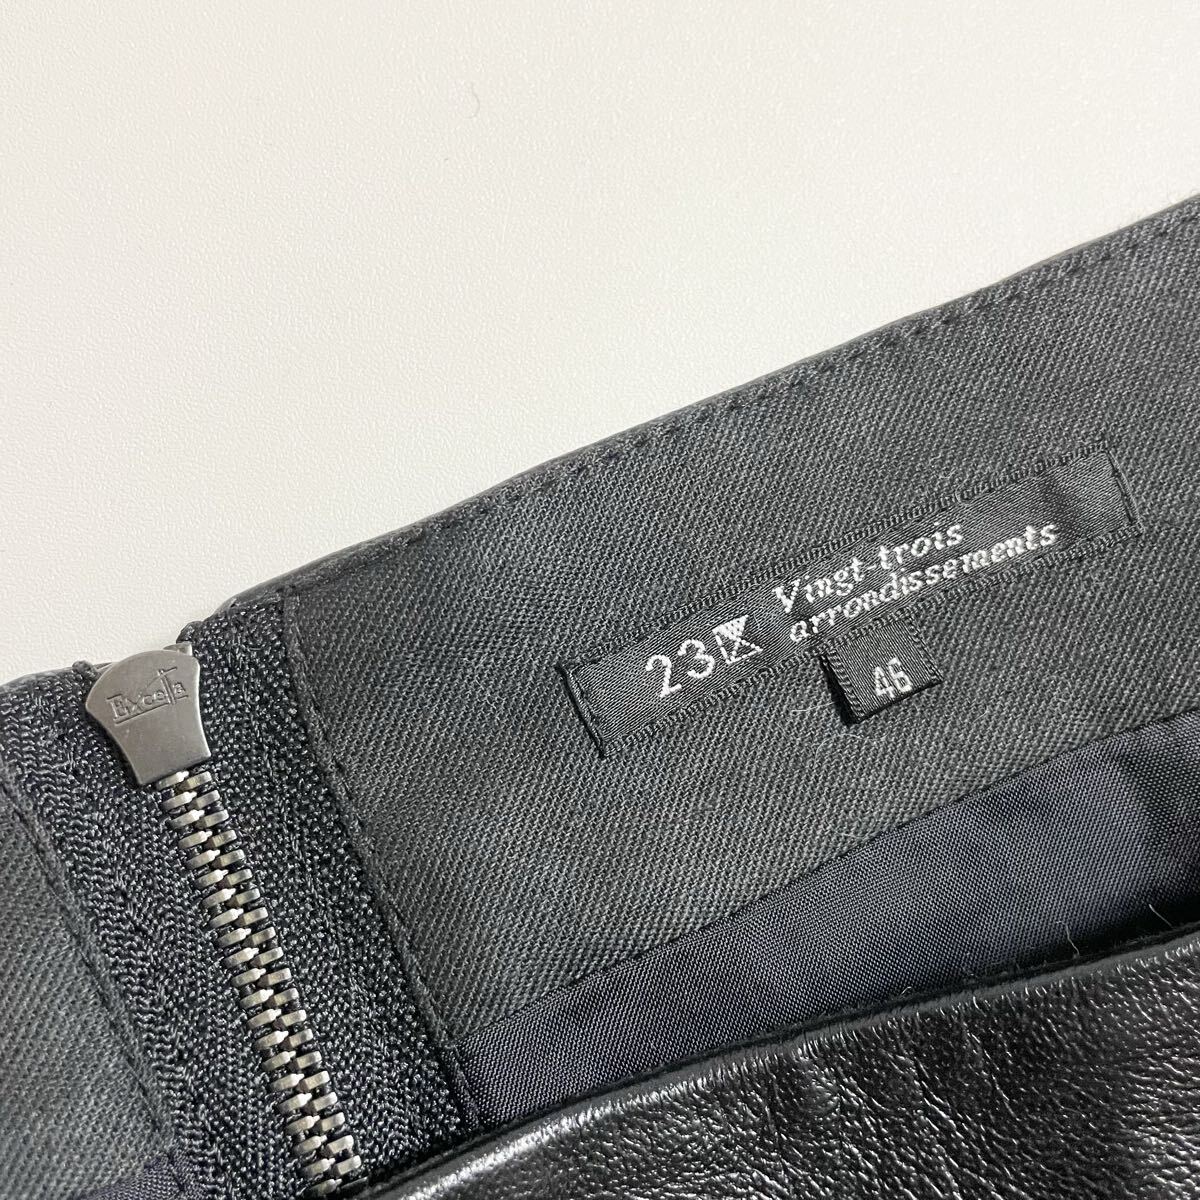 23区
Vingt-trois
arrondissements
46
Excella